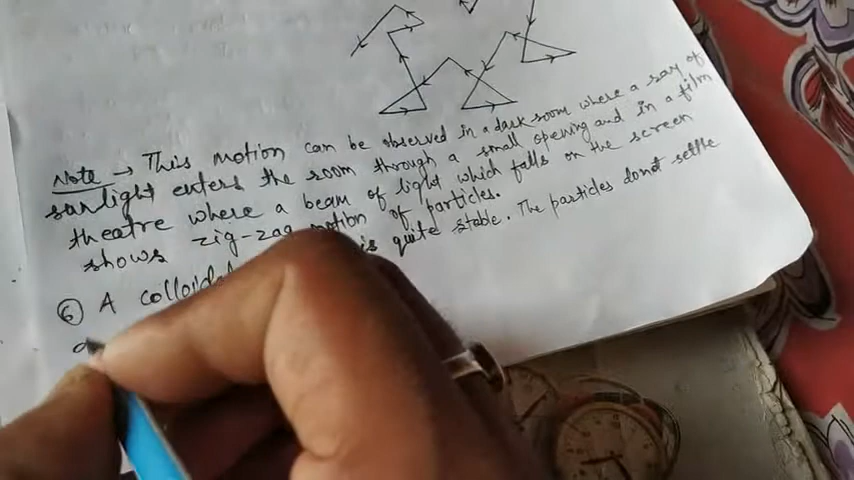 Note → This motion can be observed in a dark room where a ray of
sunlight enters the room through a small opening and in a film
theatre where a beam of light which falls on the screen
shows zig-zag motion of particles.
⑥ A colloidal is quite stable. The particles donot settle